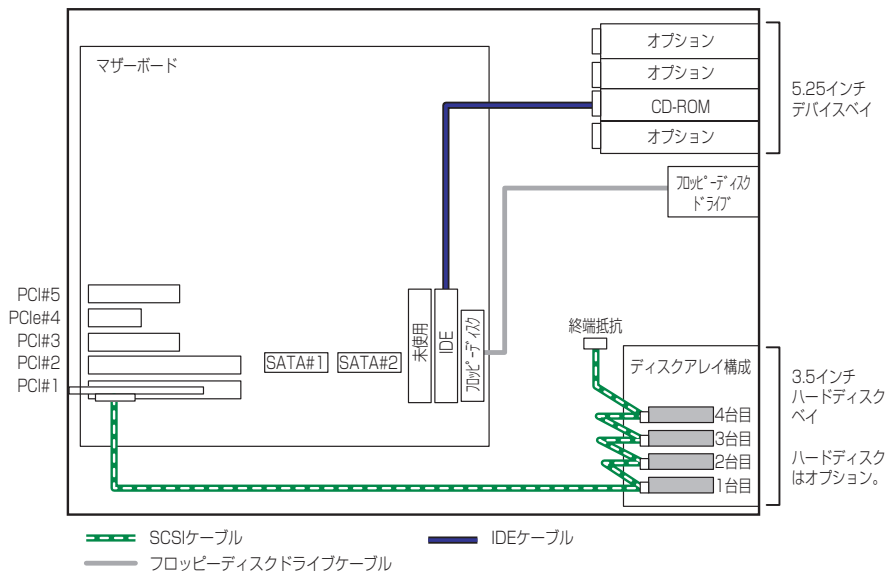 マザーボード
オプション
オプション
CD-ROM
オプション
5.25インチ
デバイスベイ
フロッピーディスク
ドライブ
PCI#5
PCIe#4
PCI#3
PCI#2
PCI#1
SATA#1
SATA#2
未使用
IDE
フロッピーディスク
終端抵抗
ディスクアレイ構成
4台目
3台目
2台目
1台目
3.5インチ
ハードディスク
ベイ
ハードディスク
はオプション。
SCSIケーブル
IDEケーブル
フロッピーディスクドライブケーブル